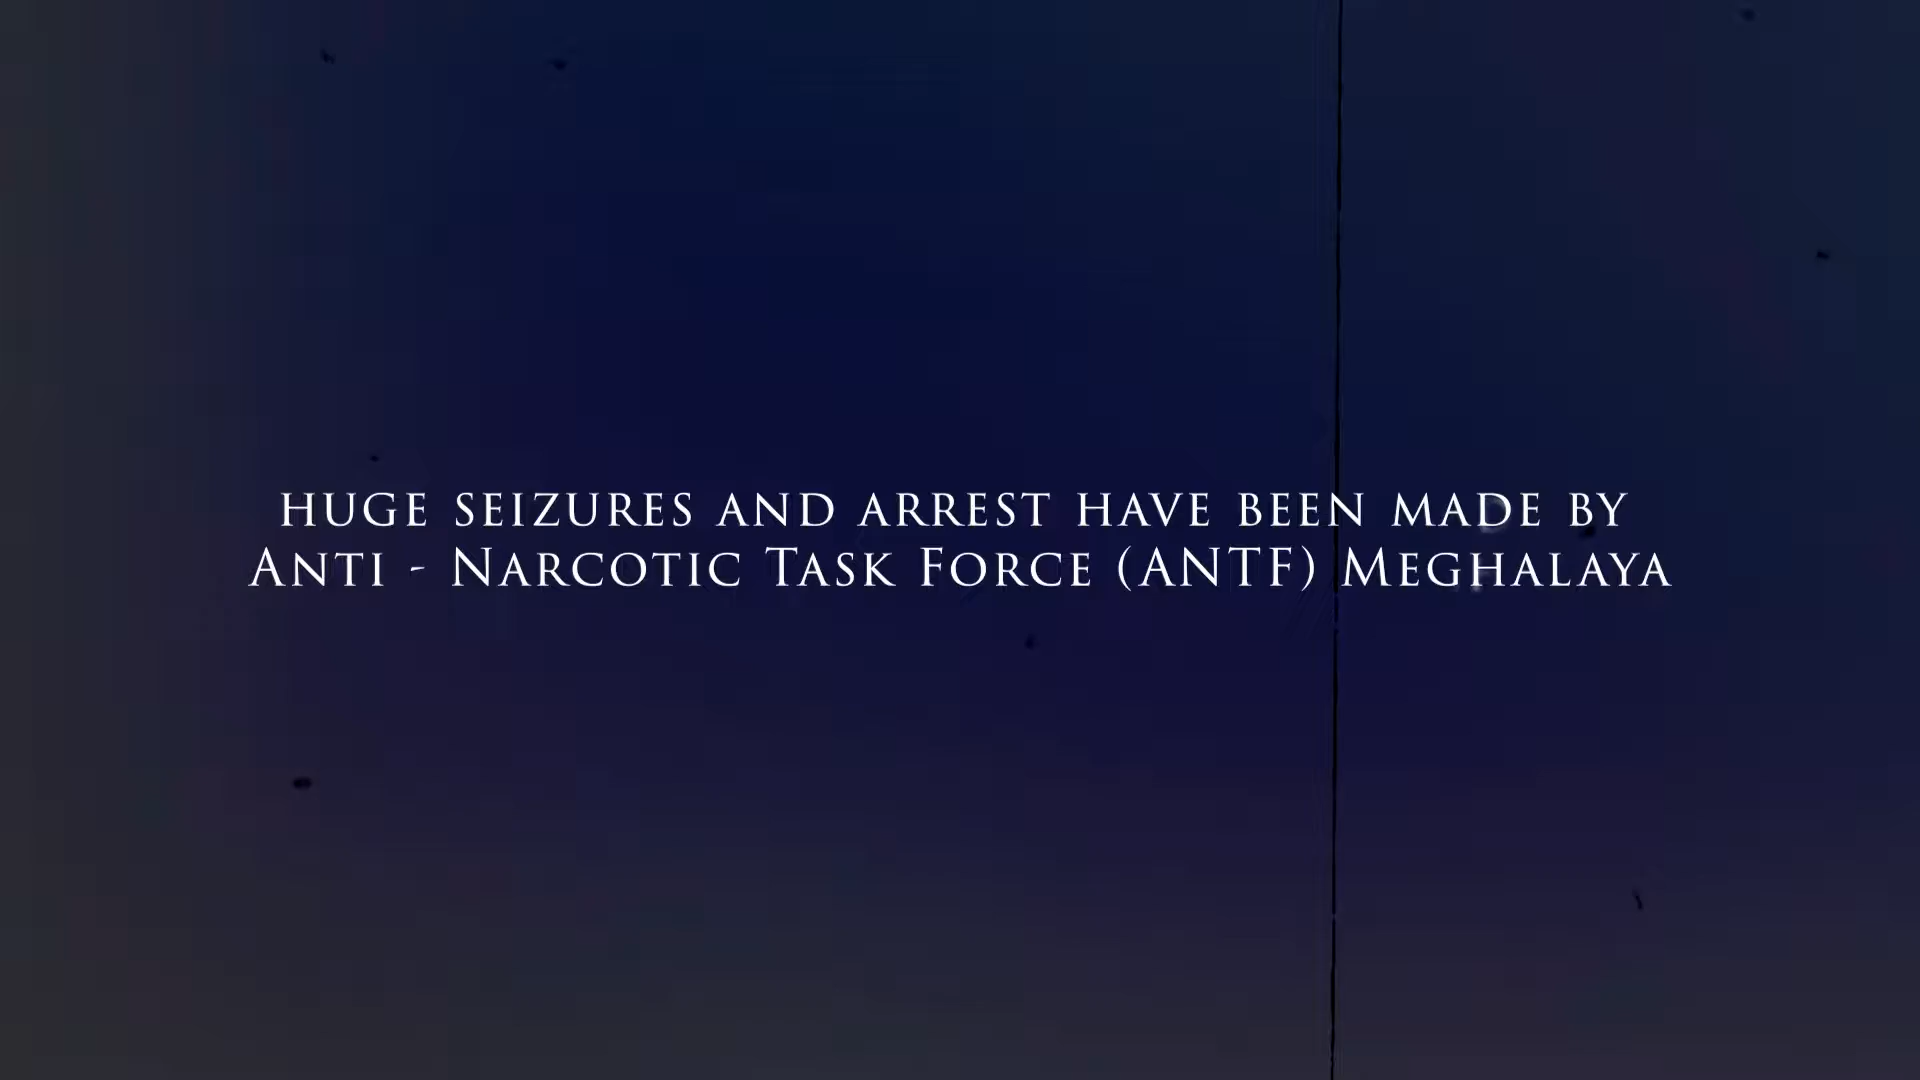 HUGE SEIZURES AND ARREST HAVE BEEN MADE BY
ANTI - NARCOTIC TASK FORCE (ANTF) MEGHALAYA